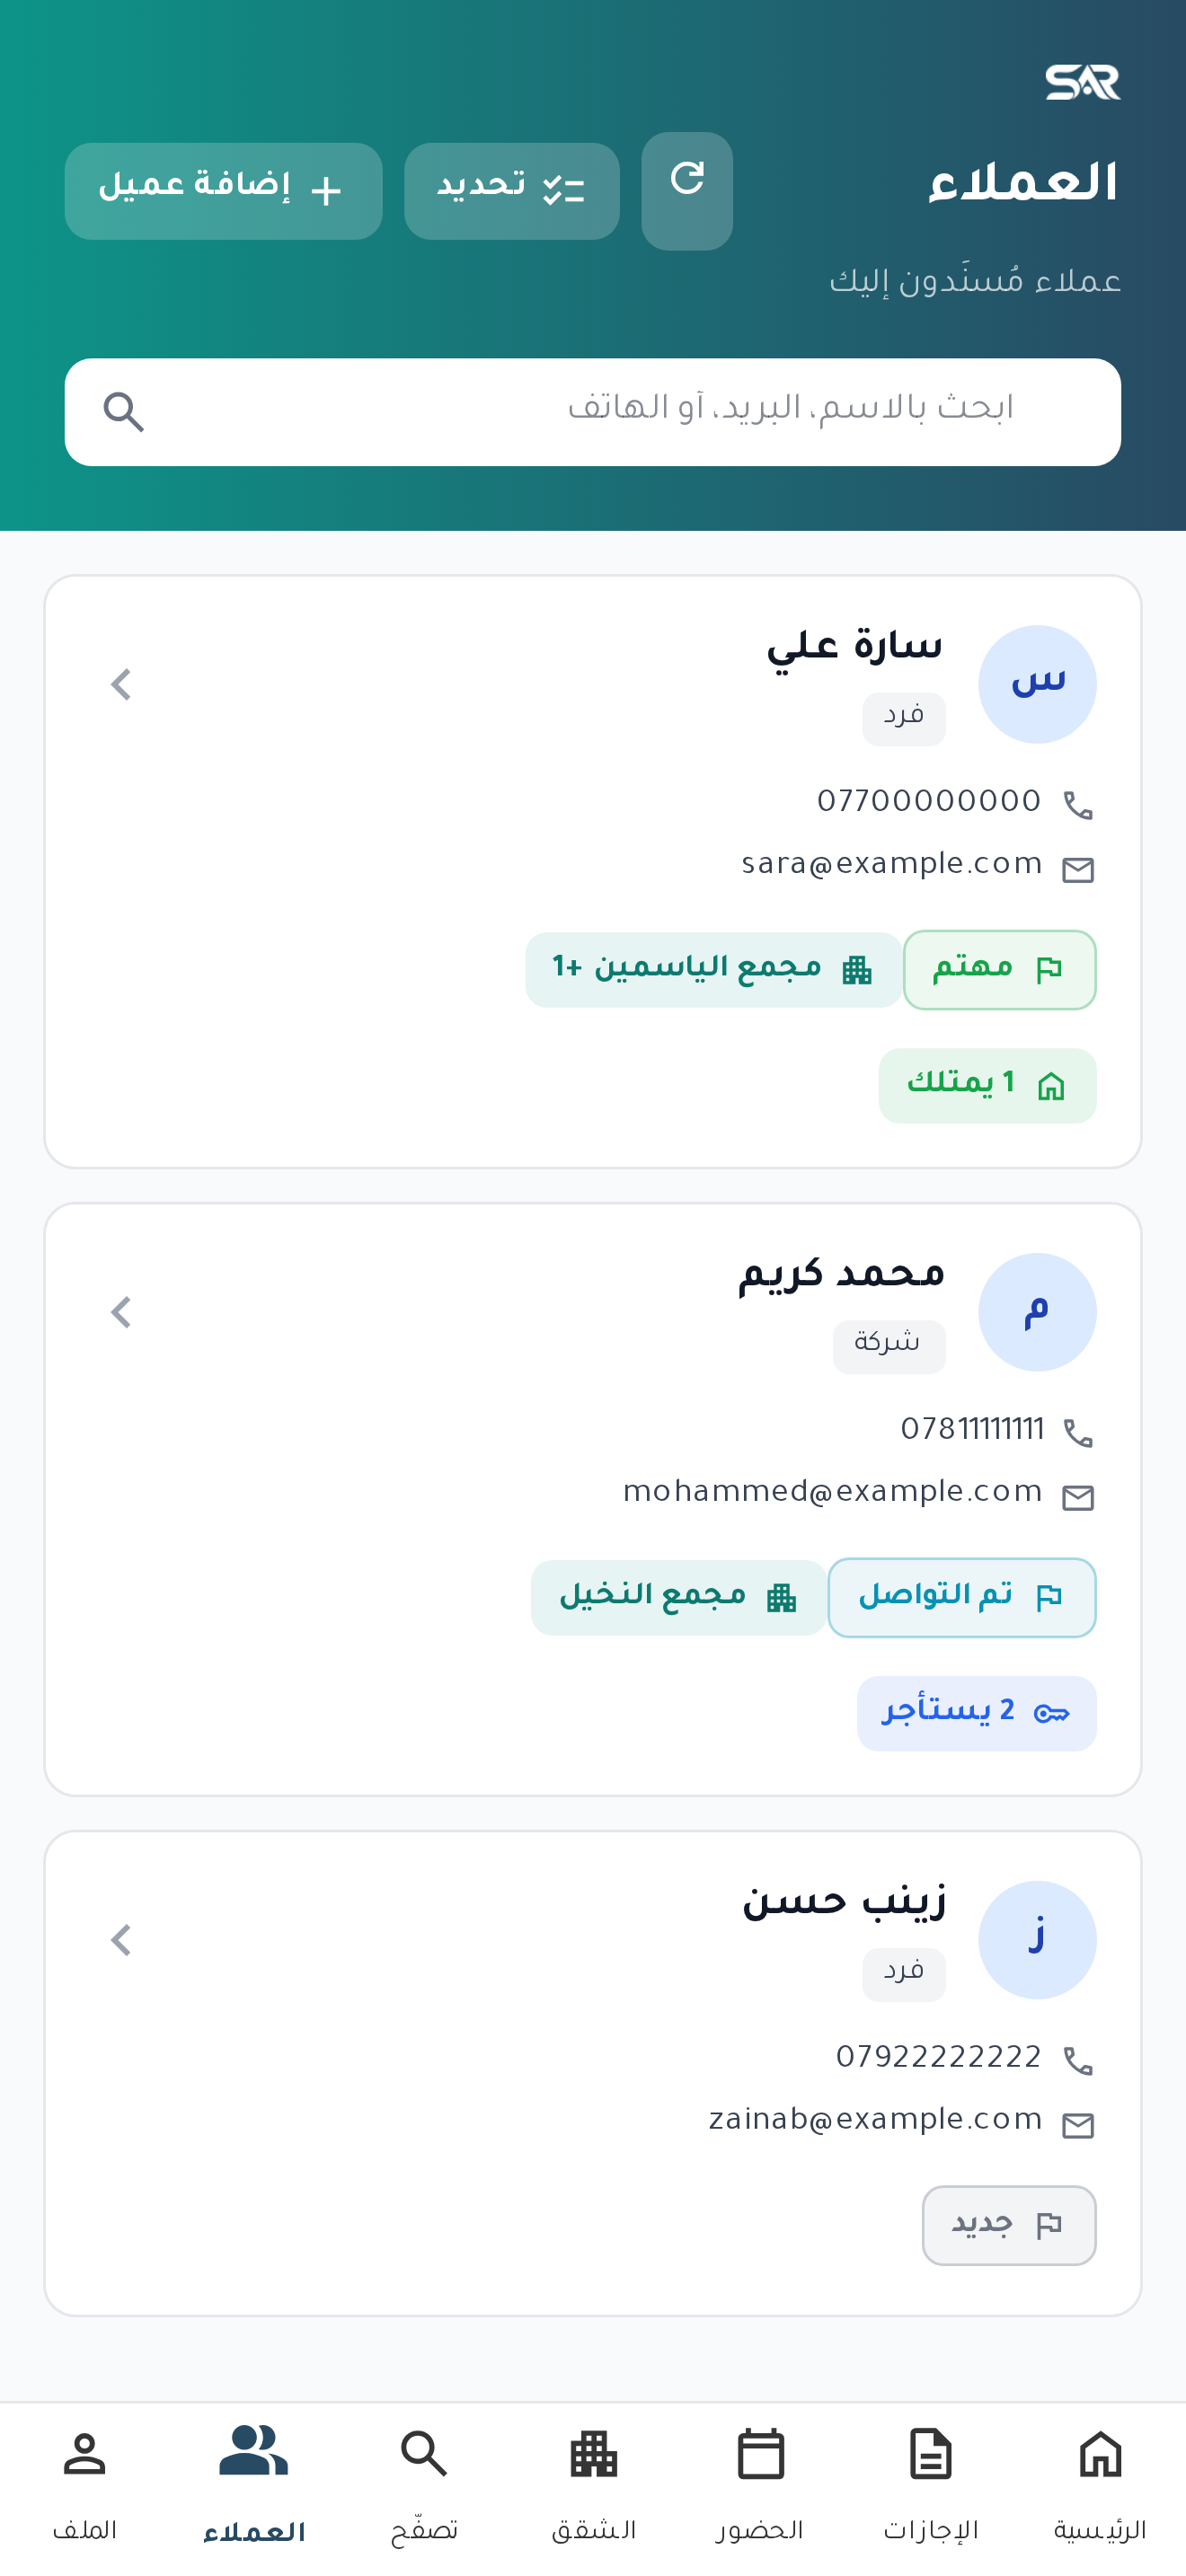 SAR
العملاء
تحديد
إضافة عميل
عملاء مُسنَدون إليك
ابحث بالاسم، البريد، أو الهاتف
س
سارة علي
فرد
07700000000
sara@example.com
مهتم
مجمع الياسمين +1
1 يمتلك
م
محمد كريم
شركة
07811111111
mohammed@example.com
تم التواصل
مجمع النخيل
2 يستأجر
ز
زينب حسن
فرد
07922222222
zainab@example.com
جديد
الرئيسية
الإجازات
الحضور
الشقق
تصفّح
العملاء
الملف